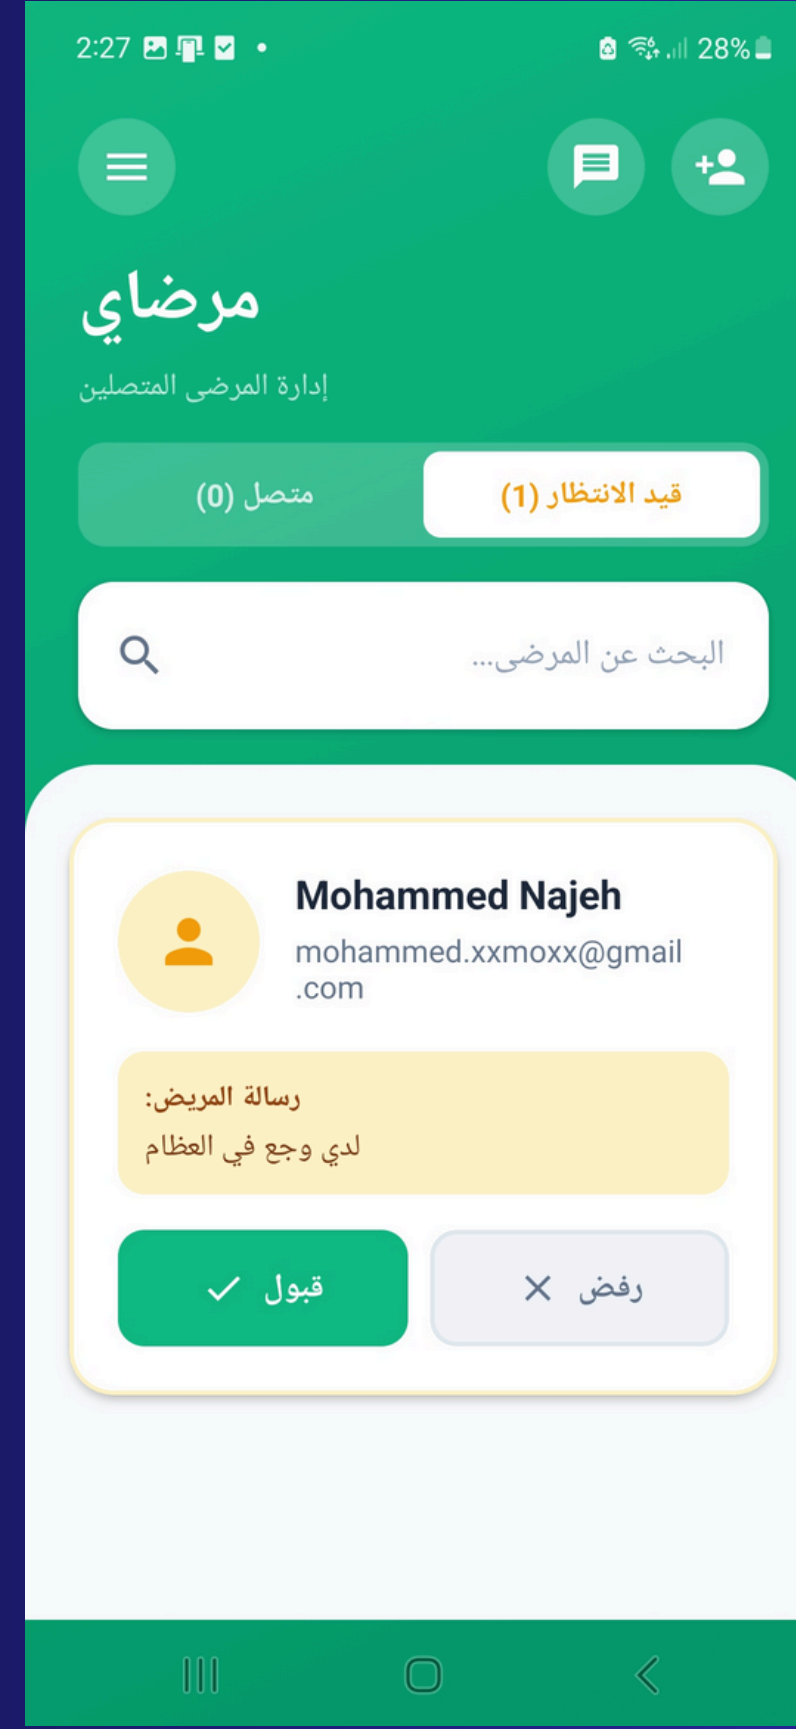 2:27
28%
مرضاي
إدارة المرضى المتصلين
قيد الانتظار (1)
متصل (0)
البحث عن المرضى...
Mohammed Najeh
mohammed.xxmoxx@gmail
.com
رسالة المريض:
لدي وجع في العظام
رفض
قبول